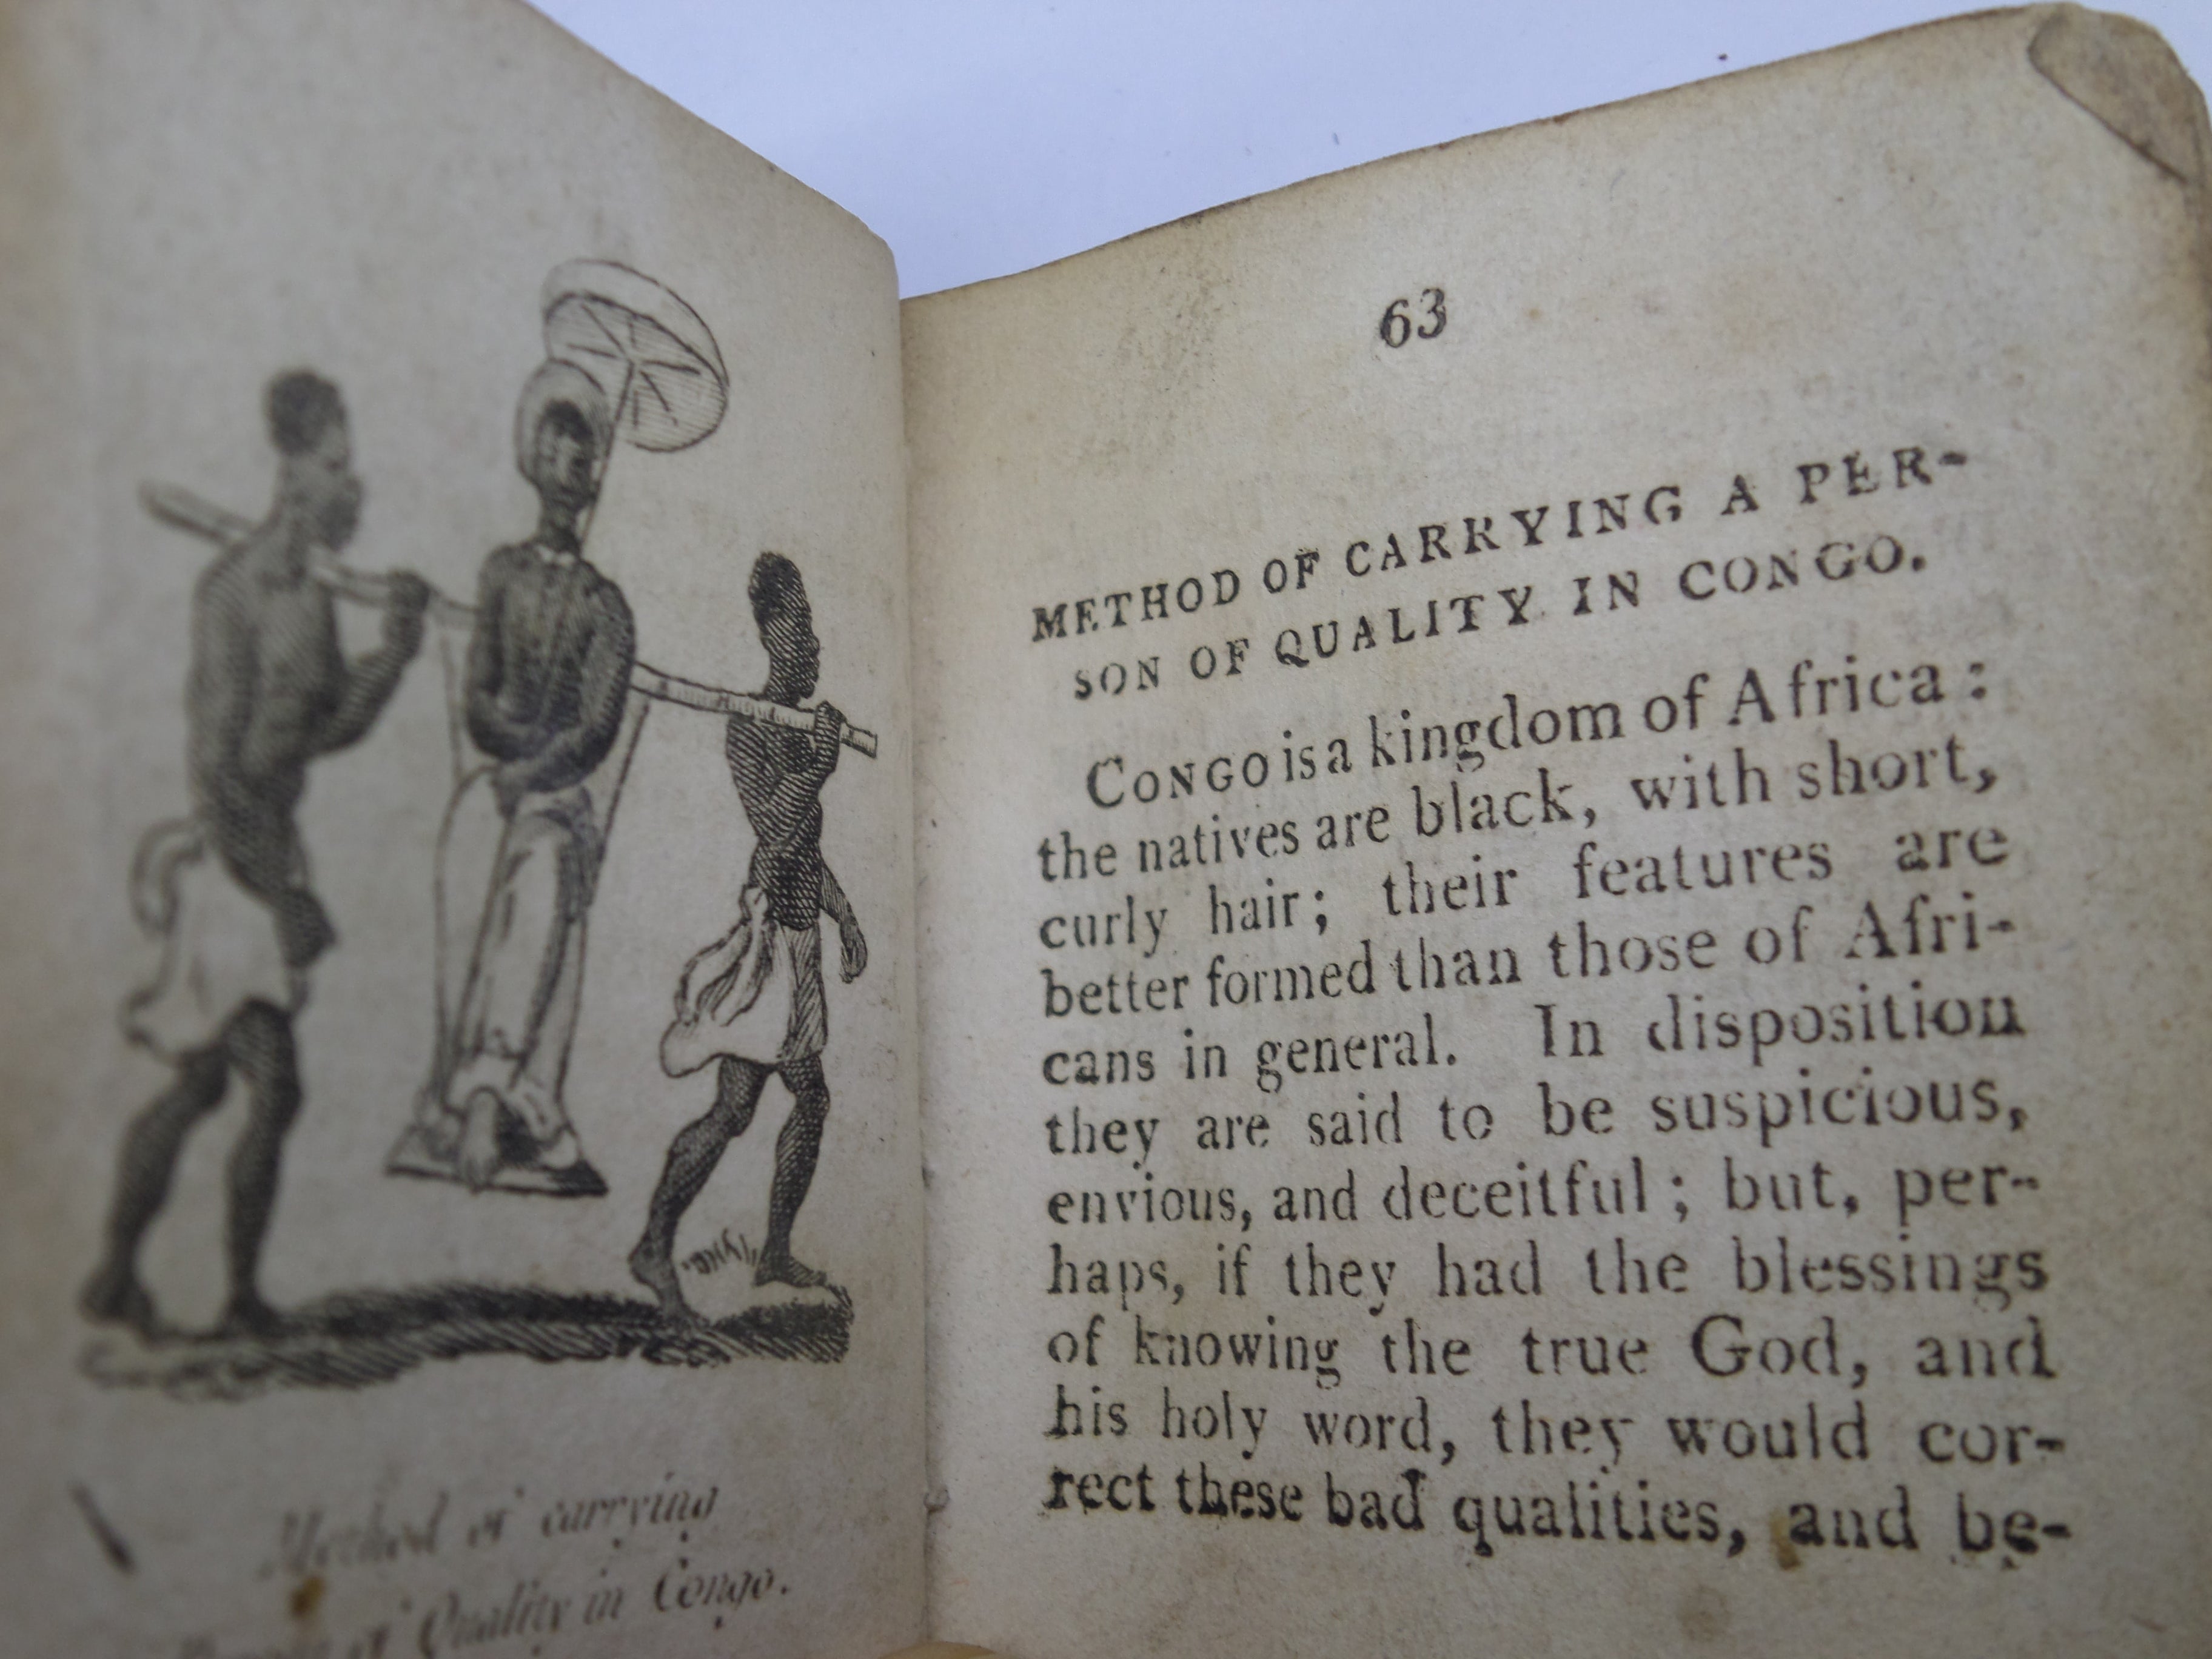 Method of carrying
of Quality in Congo.
63
METHOD OF CARRYING A PER-
SON OF QUALITY IN CONGO.
CONGO is a kingdom of Africa:
the natives are black, with short,
curly hair; their features are
better formed than those of Afri-
cans in general. In disposition
they are said to be suspicious,
envious, and deceitful; but, per-
haps, if they had the blessings
of knowing the true God, and
his holy word, they would cor-
rect these bad qualities, and be-